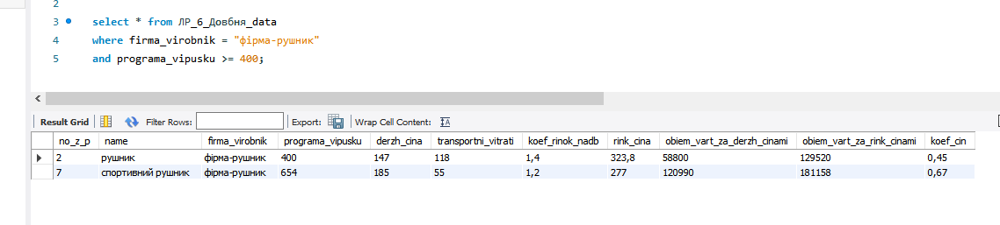 2
3 select * from ЛР_6_Довбня_data
4 where firma_virobnik = "фірма-рушник"
5 and programa_vipusku >= 400;
Result Grid Filter Rows: Export: Wrap Cell Content:
no_z_p name firma_virobnik programa_vipusku derzh_cina transportni_vitrati koef_rinok_nadb rink_cina obiem_vart_za_derzh_cinami obiem_vart_za_rink_cinami koef_cin
2 рушник фірма-рушник 400 147 118 1,4 323,8 58800 129520 0,45
7 спортивний рушник фірма-рушник 654 185 55 1,2 277 120990 181158 0,67